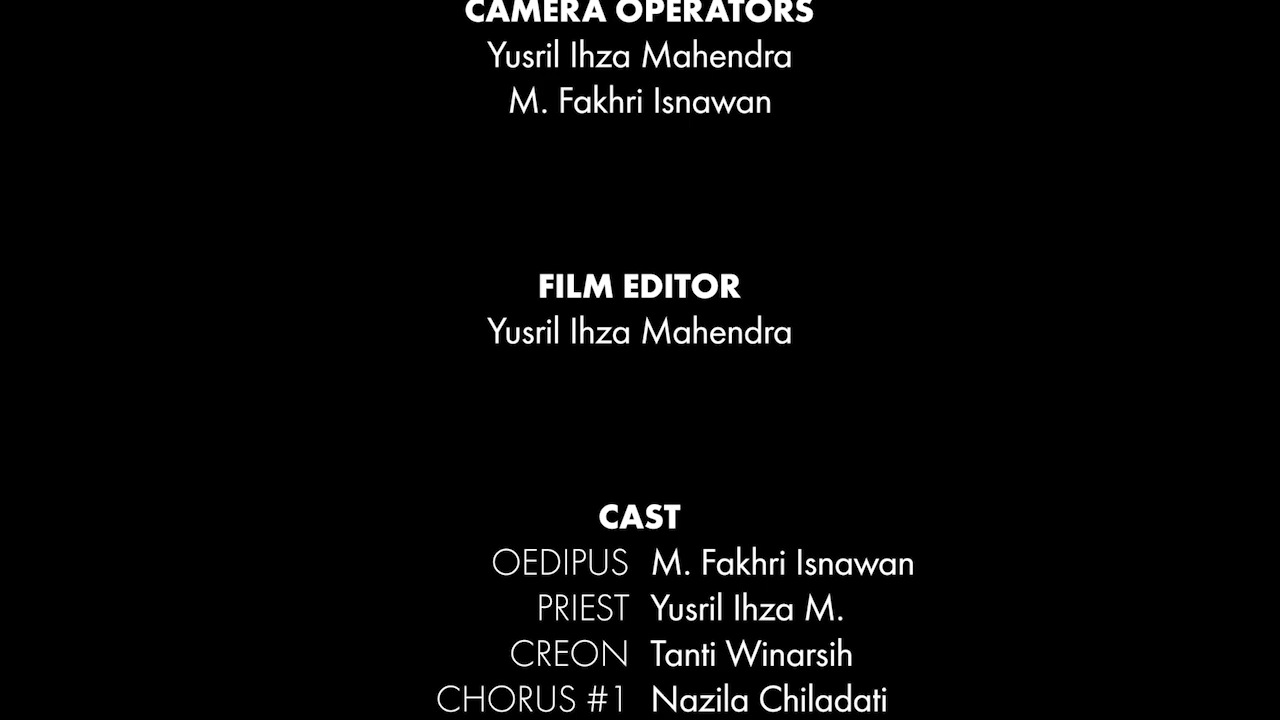 CAMERA OPERATORS
Yusril Ihza Mahendra
M. Fakhri Isnawan
FILM EDITOR
Yusril Ihza Mahendra
CAST
OEDIPUS M. Fakhri Isnawan
PRIEST Yusril Ihza M.
CREON Tanti Winarsih
CHORUS #1 Nazila Chiladati